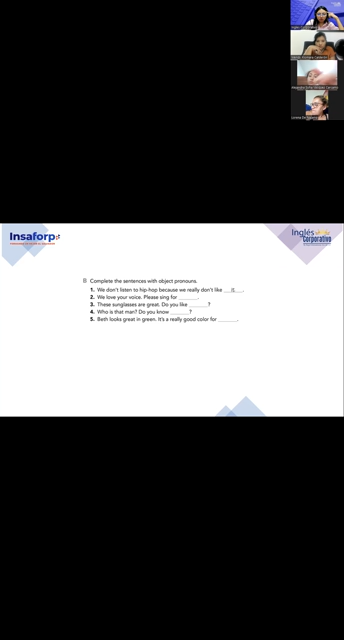 Insaforp
Inglés
Corporativo
B Complete the sentences with object pronouns.
1. We don't listen to hip-hop because we really don't like __it__.
2. We love your voice. Please sing for ______.
3. These sunglasses are great. Do you like ______?
4. Who is that man? Do you know ______?
5. Beth looks great in green. It's a really good color for ______.